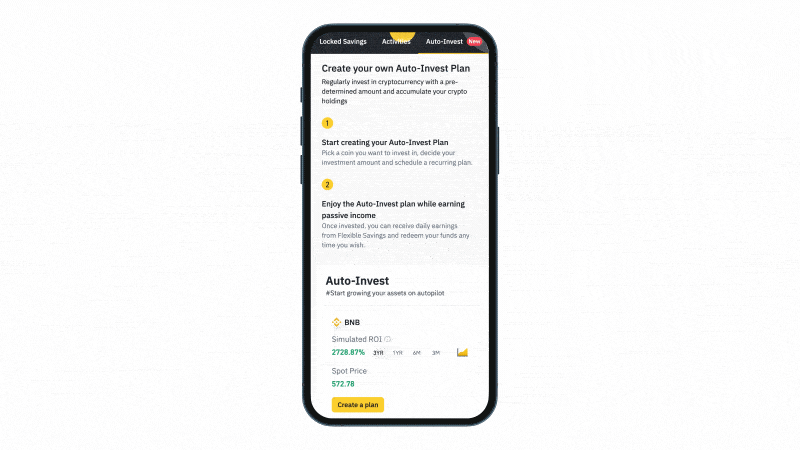 Locked Savings Activities Auto-Invest New
Create your own Auto-Invest Plan
Regularly invest in cryptocurrency with a pre-
determined amount and accumulate your crypto
holdings
1
Start creating your Auto-Invest Plan
Pick a coin you want to invest in, decide your
investment amount and schedule a recurring plan.
2
Enjoy the Auto-Invest plan while earning
passive income
Once invested, you can receive daily earnings
from Flexible Savings and redeem your funds any
time you wish.
Auto-Invest
#Start growing your assets on autopilot
BNB
Simulated ROI
2728.87% 3YR 1YR 6M 3M
Spot Price
572.78
Create a plan